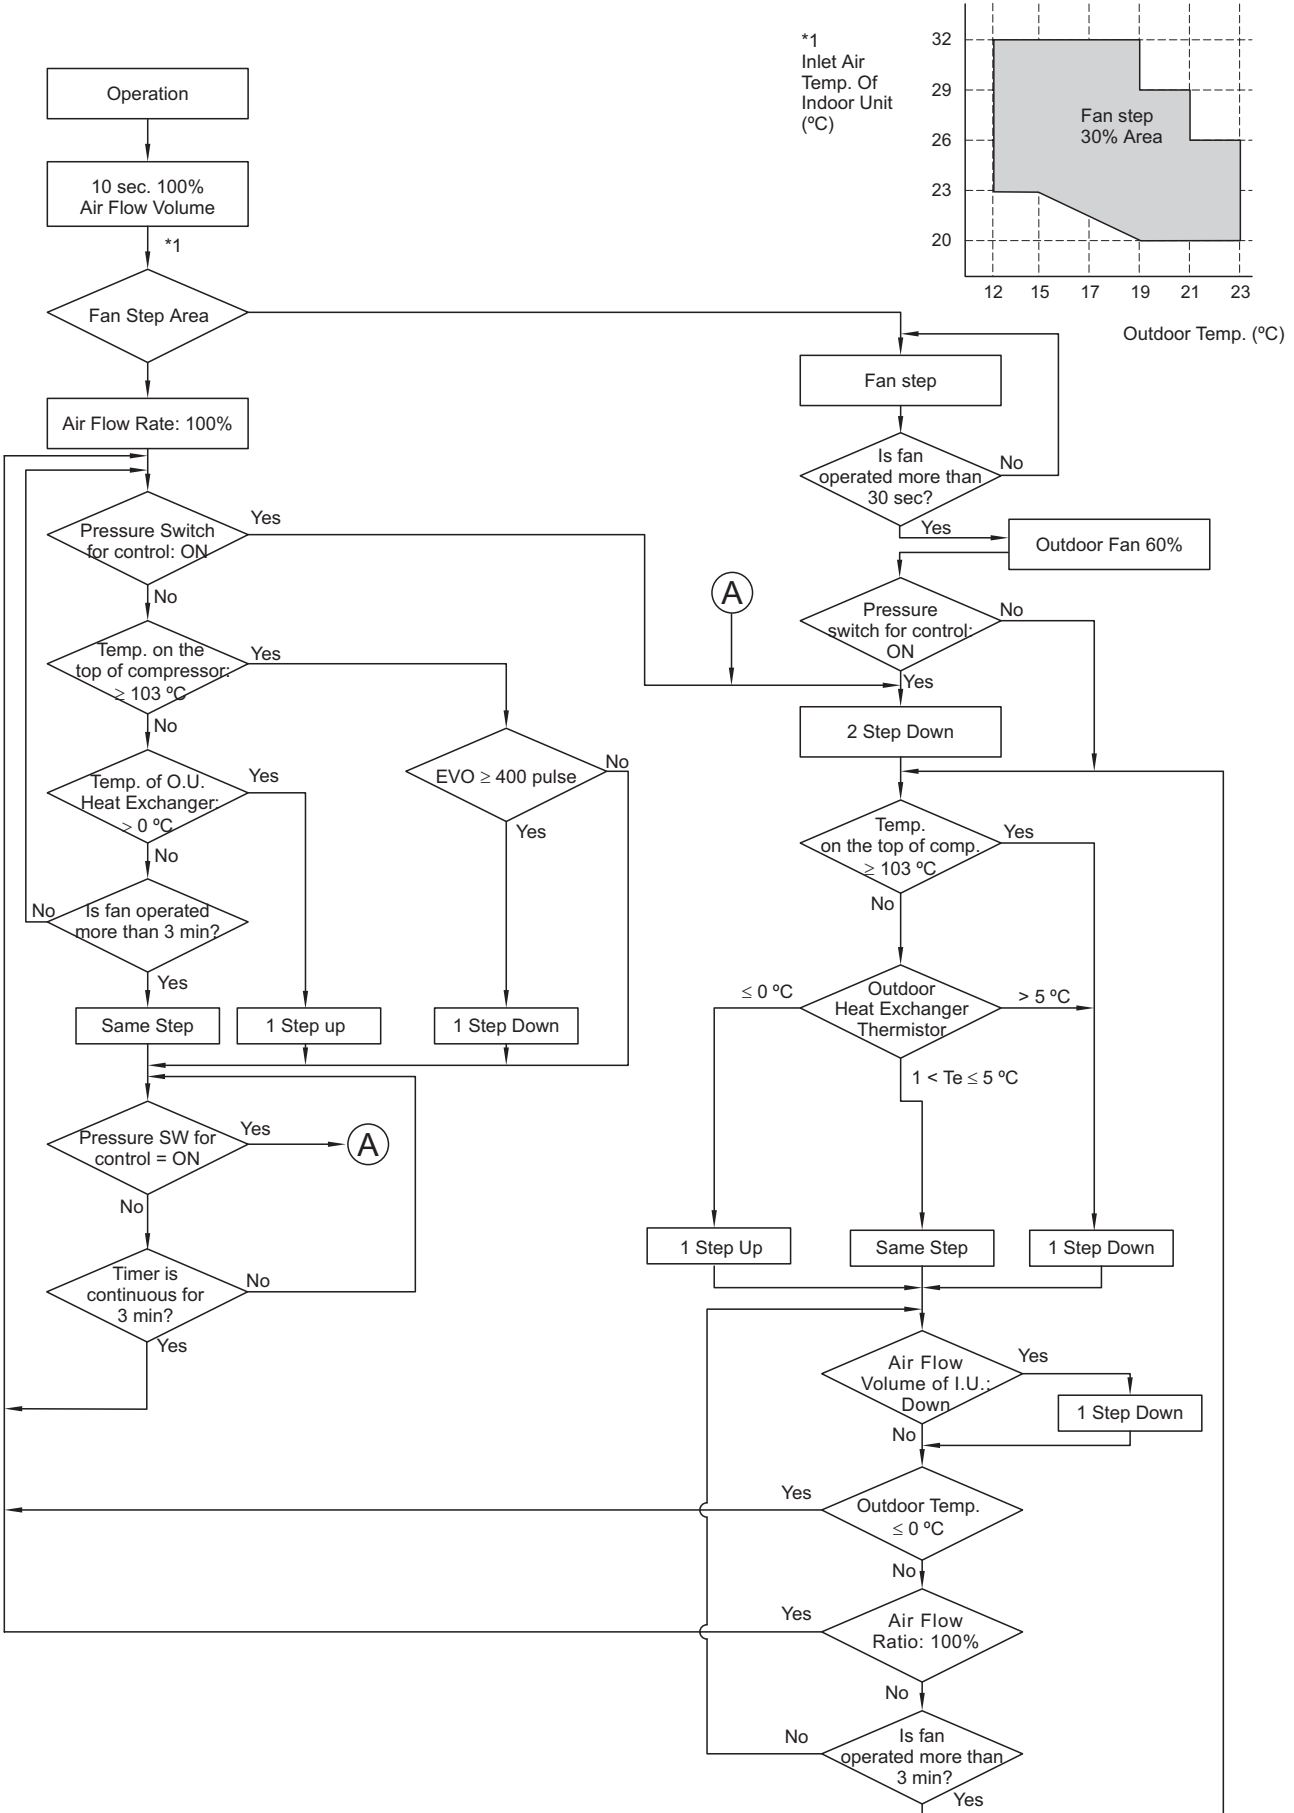 *1
Inlet Air
Temp. Of
Indoor Unit
(ºC)
32
29
26
23
20
Fan step
30% Area
12 15 17 19 21 23
Outdoor Temp. (ºC)
Operation
10 sec. 100%
Air Flow Volume
*1
Fan Step Area
Air Flow Rate: 100%
Pressure Switch
for control: ON
Yes
No
Temp. on the
top of compressor:
≥ 103 ºC
Yes
No
Temp. of O.U.
Heat Exchanger:
> 0 ºC
Yes
No
Is fan operated
more than 3 min?
No
Yes
EVO ≥ 400 pulse
No
Yes
Same Step
1 Step up
1 Step Down
Pressure SW for
control = ON
Yes
A
No
Timer is
continuous for
3 min?
No
Yes
Fan step
Is fan
operated more than
30 sec?
No
Yes
Outdoor Fan 60%
A
Pressure
switch for control:
ON
No
Yes
2 Step Down
Temp.
on the top of comp.
≥ 103 ºC
Yes
No
Outdoor
Heat Exchanger
Thermistor
≤ 0 ºC
> 5 ºC
1 < Te ≤ 5 ºC
1 Step Up
Same Step
1 Step Down
Air Flow
Volume of I.U.:
Down
Yes
1 Step Down
No
Outdoor Temp.
≤ 0 ºC
Yes
No
Air Flow
Ratio: 100%
Yes
No
Is fan
operated more than
3 min?
No
Yes